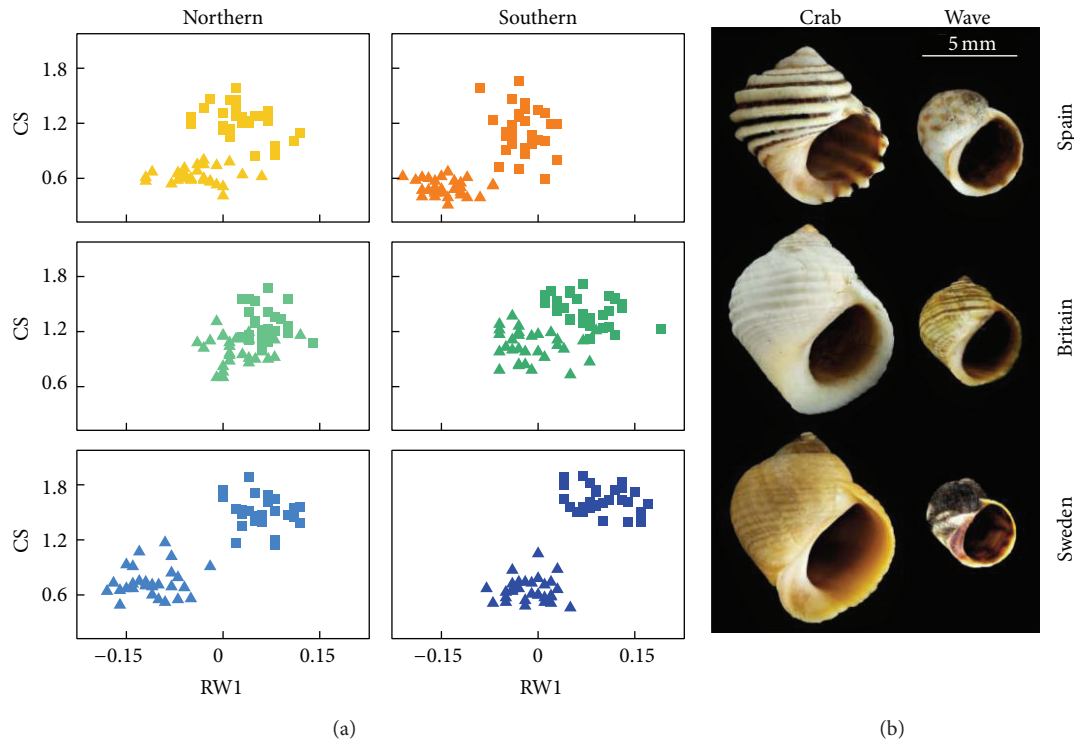 Northern Southern Crab Wave
5 mm
CS 1.8 1.2 0.6
Spain
CS 1.8 1.2 0.6
Britain
CS 1.8 1.2 0.6
Sweden
−0.15 0 0.15 −0.15 0 0.15
RW1 RW1
(a) (b)